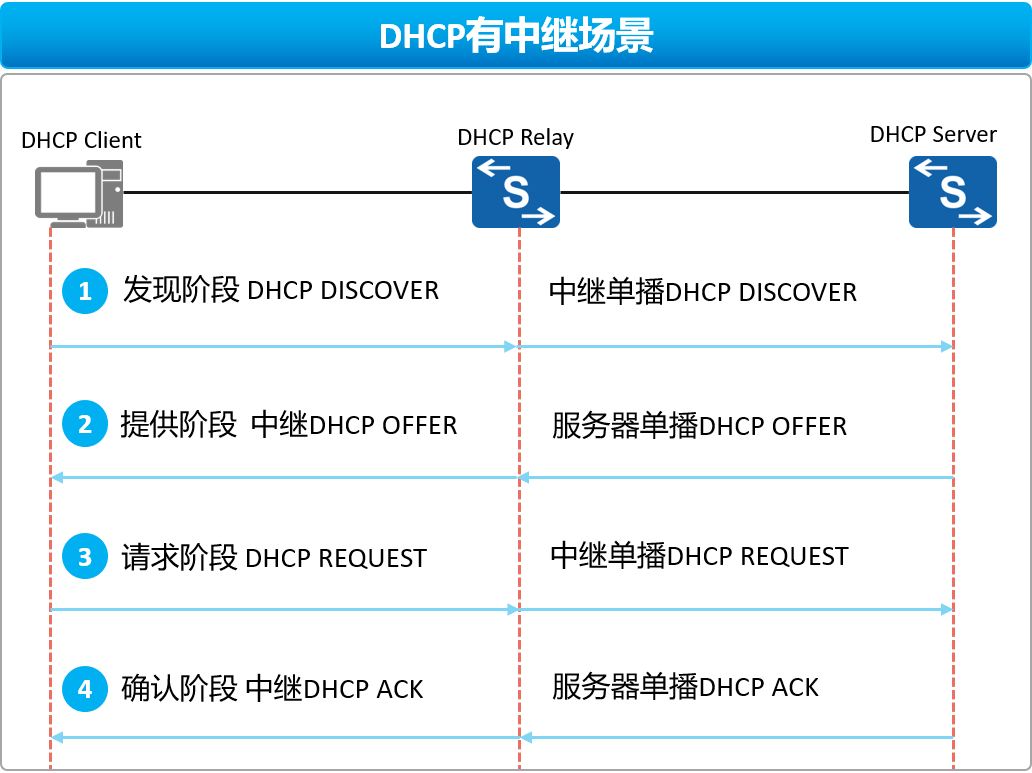 DHCP有中继场景
DHCP Client
DHCP Relay
DHCP Server
S
S
1 发现阶段 DHCP DISCOVER
中继单播DHCP DISCOVER
2 提供阶段 中继DHCP OFFER
服务器单播DHCP OFFER
3 请求阶段 DHCP REQUEST
中继单播DHCP REQUEST
4 确认阶段 中继DHCP ACK
服务器单播DHCP ACK